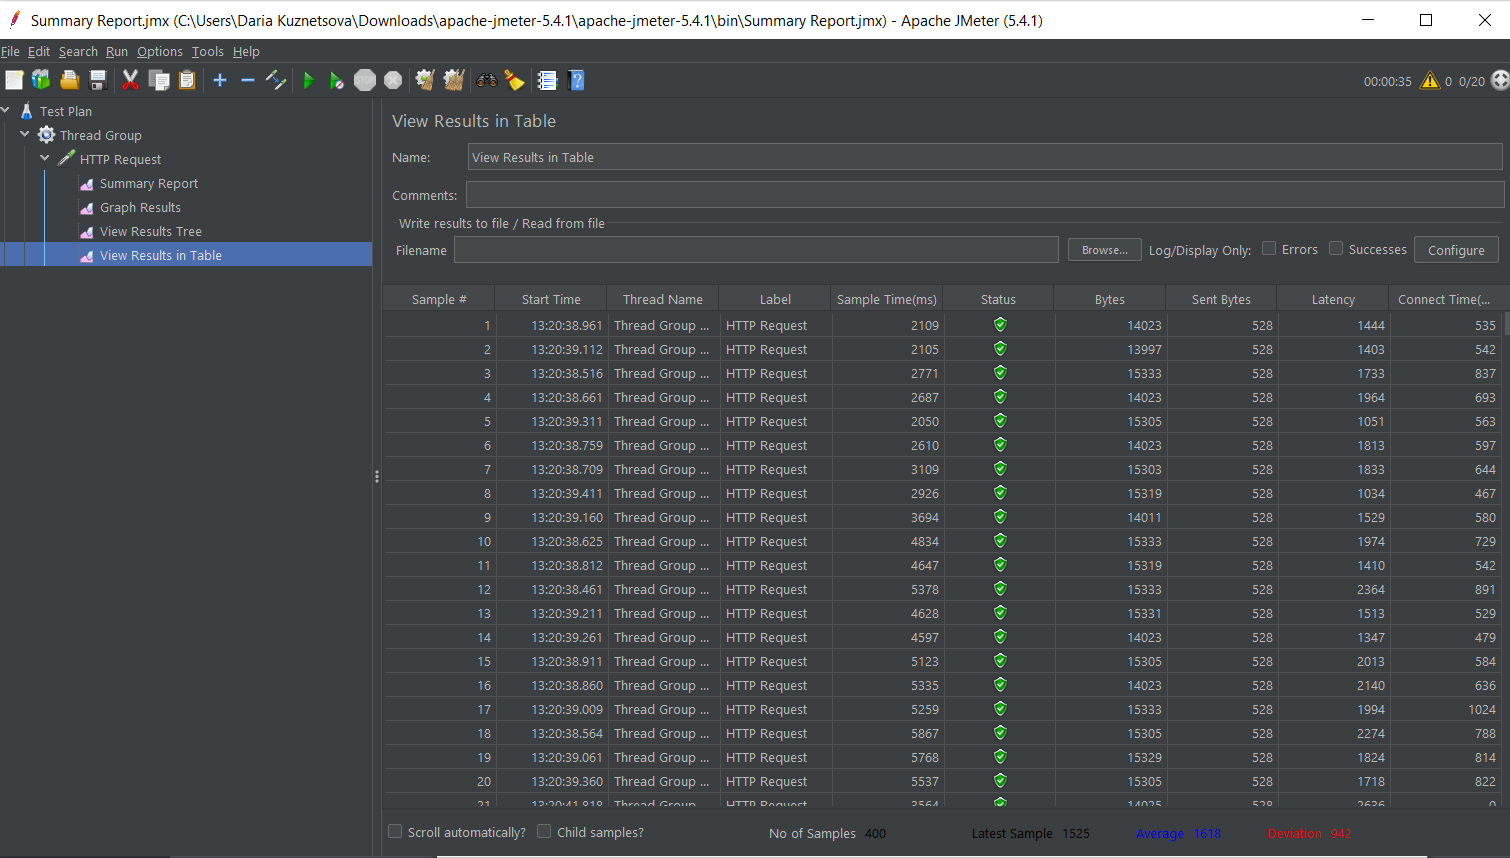 Summary Report.jmx (C:\Users\Daria Kuznetsova\Downloads\apache-jmeter-5.4.1\apache-jmeter-5.4.1\bin\Summary Report.jmx) - Apache JMeter (5.4.1)
File Edit Search Run Options Tools Help
00:00:35 0 0/20
Test Plan
Thread Group
HTTP Request
Summary Report
Graph Results
View Results Tree
View Results in Table
View Results in Table
Name: View Results in Table
Comments:
Write results to file / Read from file
Filename Browse... Log/Display Only: Errors Successes Configure
Sample # Start Time Thread Name Label Sample Time(ms) Status Bytes Sent Bytes Latency Connect Time(...
1 13:20:38.961 Thread Group ... HTTP Request 2109 14023 528 1444 535
2 13:20:39.112 Thread Group ... HTTP Request 2105 13997 528 1403 542
3 13:20:38.516 Thread Group ... HTTP Request 2771 15333 528 1733 837
4 13:20:38.661 Thread Group ... HTTP Request 2687 14023 528 1964 693
5 13:20:39.311 Thread Group ... HTTP Request 2050 15305 528 1051 563
6 13:20:38.759 Thread Group ... HTTP Request 2610 14023 528 1813 597
7 13:20:38.709 Thread Group ... HTTP Request 3109 15303 528 1833 644
8 13:20:39.411 Thread Group ... HTTP Request 2926 15319 528 1034 467
9 13:20:39.160 Thread Group ... HTTP Request 3694 14011 528 1529 580
10 13:20:38.625 Thread Group ... HTTP Request 4834 15333 528 1974 729
11 13:20:38.812 Thread Group ... HTTP Request 4647 15319 528 1410 542
12 13:20:38.461 Thread Group ... HTTP Request 5378 15333 528 2364 891
13 13:20:39.211 Thread Group ... HTTP Request 4628 15331 528 1513 529
14 13:20:39.261 Thread Group ... HTTP Request 4597 14023 528 1347 479
15 13:20:38.911 Thread Group ... HTTP Request 5123 15305 528 2013 584
16 13:20:38.860 Thread Group ... HTTP Request 5335 14023 528 2140 636
17 13:20:39.009 Thread Group ... HTTP Request 5259 15333 528 1994 1024
18 13:20:38.564 Thread Group ... HTTP Request 5867 15305 528 2274 788
19 13:20:39.061 Thread Group ... HTTP Request 5768 15329 528 1824 814
20 13:20:39.360 Thread Group ... HTTP Request 5537 15305 528 1718 822
21 13:20:41.818 Thread Group HTTP Request 3564 14025 528 2636 0
Scroll automatically? Child samples? No of Samples 400 Latest Sample 1525 Average 1618 Deviation 942